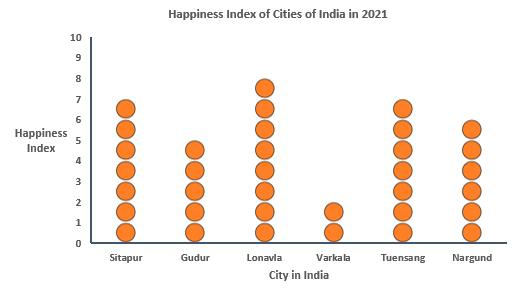 Happiness Index of Cities of India in 2021
10
9
8
7
6
5
4
3
2
1
0
Happiness
Index
Sitapur Gudur Lonavla Varkala Tuensang Nargund
City in India